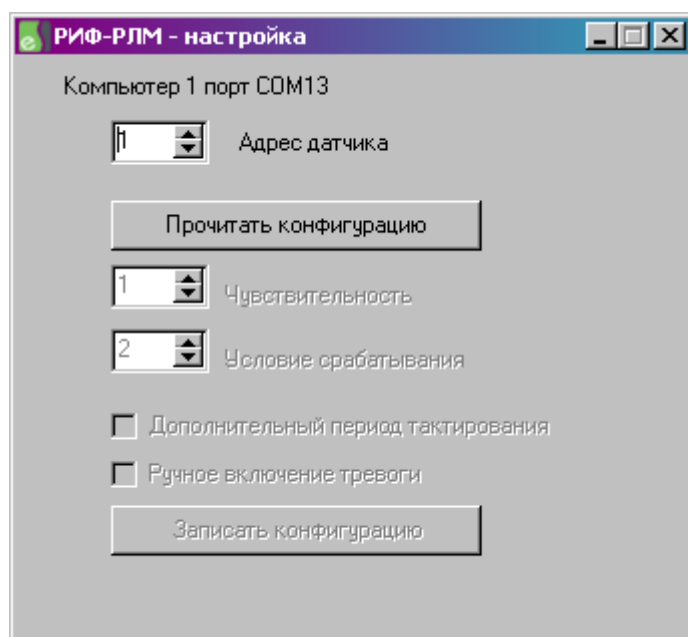 РИФ-РЛМ - настройка
Компьютер 1 порт COM13
1 Адрес датчика
Прочитать конфигурацию
1 Чувствительность
2 Условие срабатывания
Дополнительный период тактирования
Ручное включение тревоги
Записать конфигурацию